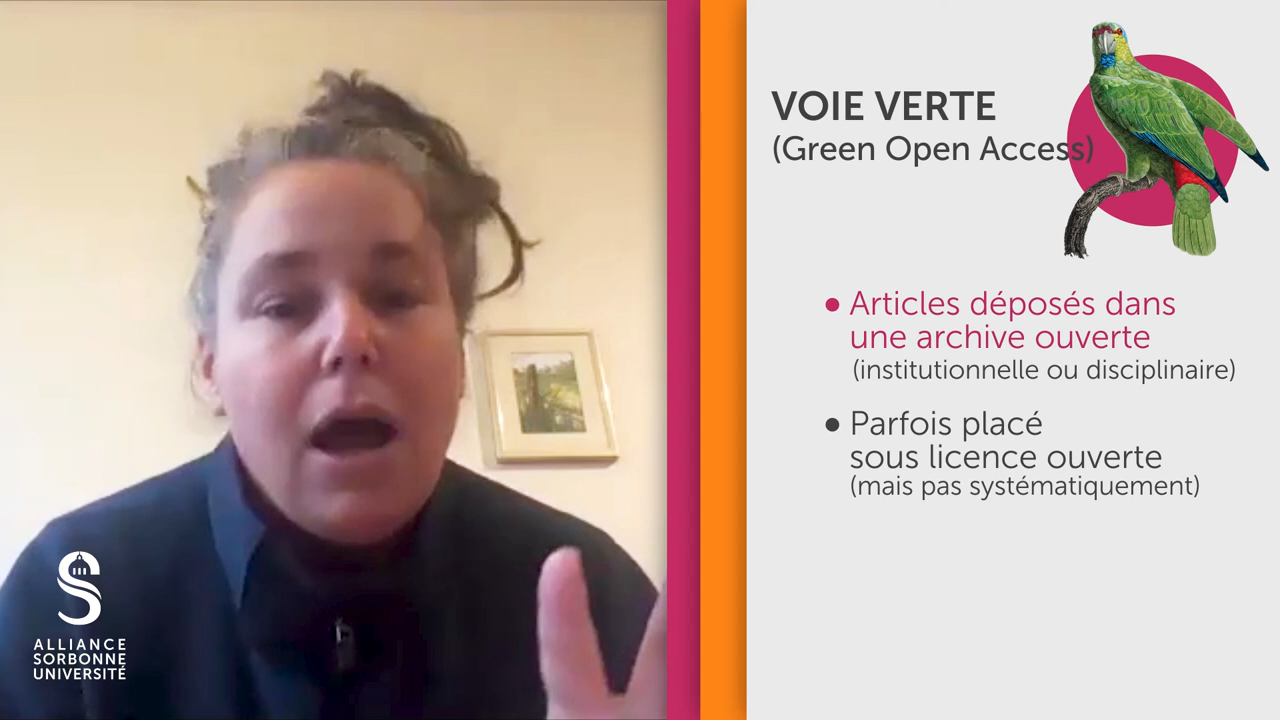 VOIE VERTE
(Green Open Access)
● Articles déposés dans
une archive ouverte
(institutionnelle ou disciplinaire)
● Parfois placé
sous licence ouverte
(mais pas systématiquement)
ALLIANCE
SORBONNE
UNIVERSITÉ